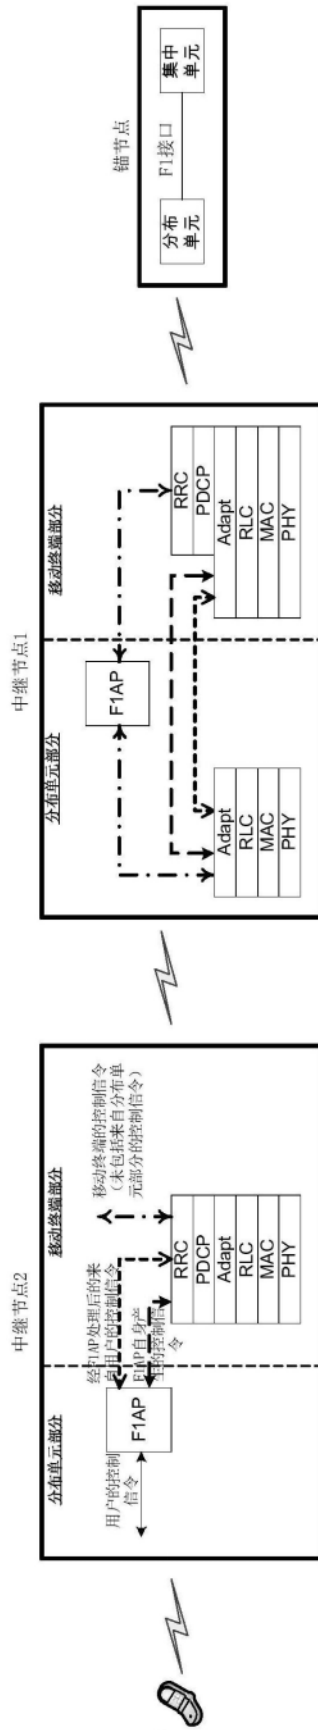 中继节点2
分布单元部分
移动终端部分
用户的控制
信令
F1AP
经F1AP处理后的来
自用户的控制信令
F1AP自身产
生的控制信
令
移动终端的控制信令
（未包括来自分布单
元部分的控制信令）
RRC
PDCP
Adapt
RLC
MAC
PHY
中继节点1
分布单元部分
移动终端部分
F1AP
Adapt
RLC
MAC
PHY
RRC
PDCP
Adapt
RLC
MAC
PHY
锚节点
分布
单元
F1接口
集中
单元